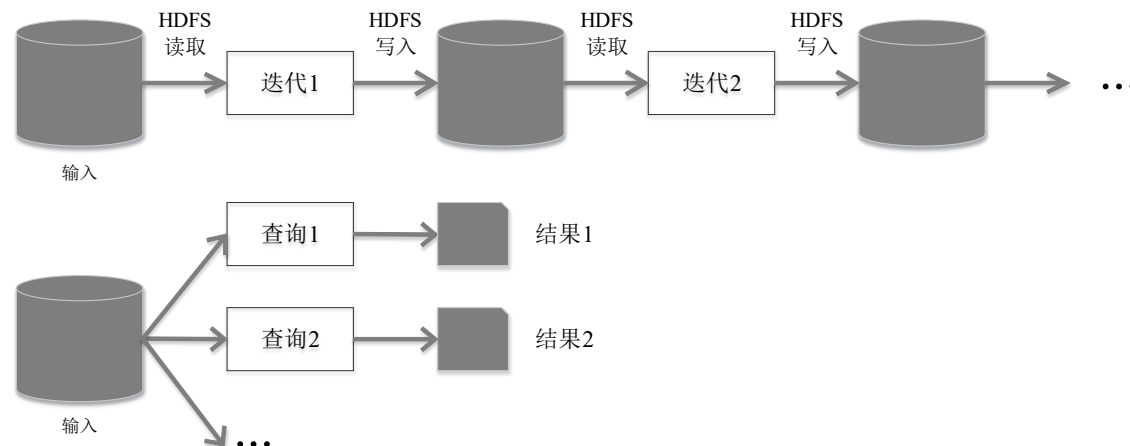 HDFS
读取
HDFS
写入
HDFS
读取
HDFS
写入
迭代1
迭代2
...
输入
查询1
结果1
查询2
结果2
输入
...